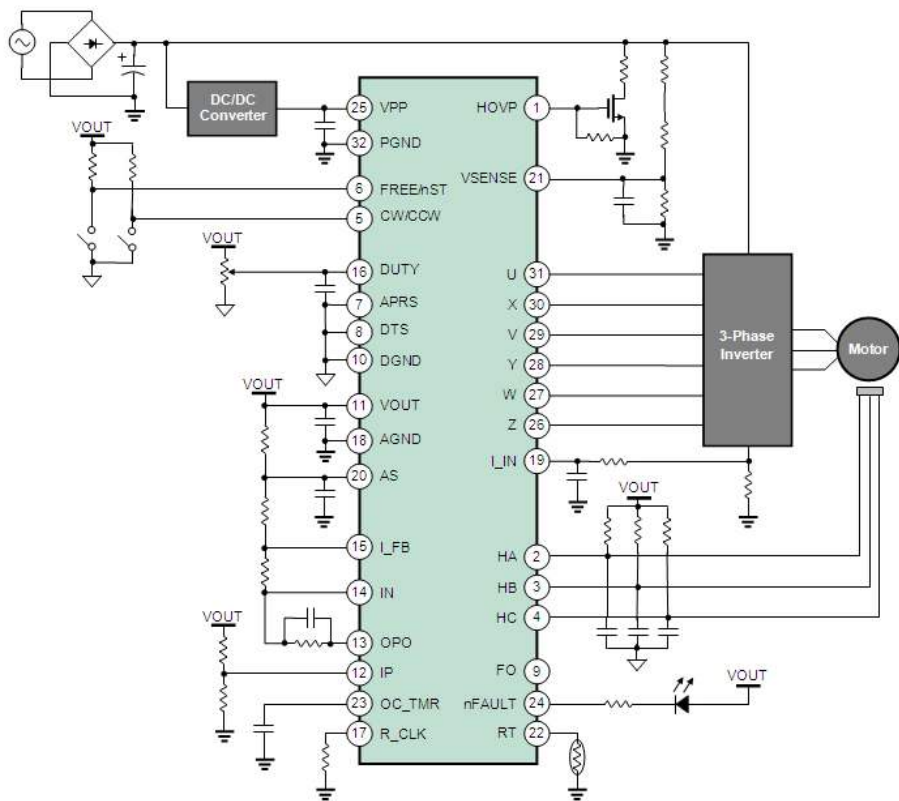 DC/DC
Converter
VOUT
25 VPP
32 PGND
6 FREE/nST
5 CW/CCW
VOUT
16 DUTY
7 APRS
8 DTS
10 DGND
VOUT
11 VOUT
18 AGND
20 AS
15 I_FB
14 IN
13 OPO
VOUT
12 IP
23 OC_TMR
17 R_CLK
HOVP 1
VSENSE 21
U 31
X 30
V 29
Y 28
W 27
Z 26
I_IN 19
3-Phase
Inverter
Motor
VOUT
HA 2
HB 3
HC 4
FO 9
VOUT
nFAULT 24
RT 22
+